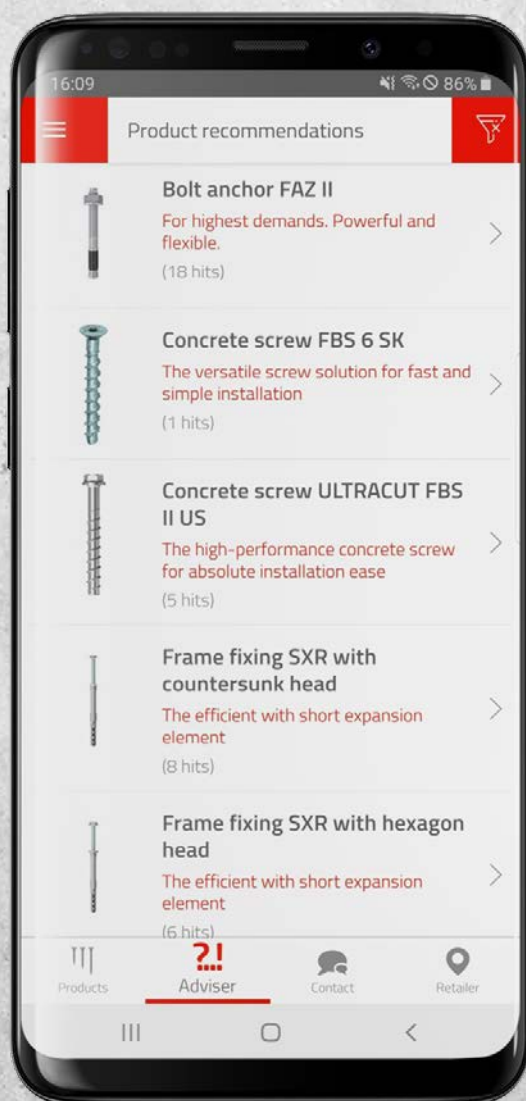 16:09
86%
Product recommendations
Bolt anchor FAZ II
For highest demands. Powerful and
flexible.
(18 hits)
Concrete screw FBS 6 SK
The versatile screw solution for fast and
simple installation
(1 hits)
Concrete screw ULTRACUT FBS
II US
The high-performance concrete screw
for absolute installation ease
(5 hits)
Frame fixing SXR with
countersunk head
The efficient with short expansion
element
(8 hits)
Frame fixing SXR with hexagon
head
The efficient with short expansion
element
(6 hits)
?...!
Products
Adviser
Contact
Retailer